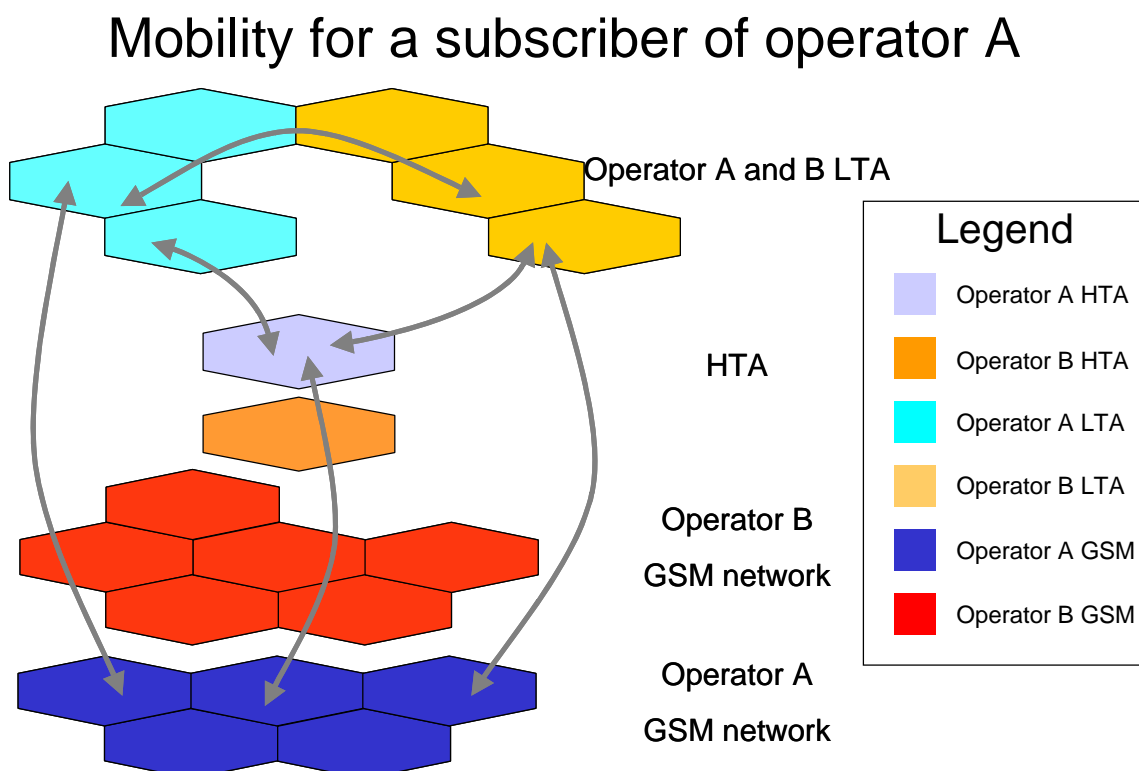 Mobility for a subscriber of operator A
Operator A and B LTA
HTA
Operator B
GSM network
Operator A
GSM network
Legend
Operator A HTA
Operator B HTA
Operator A LTA
Operator B LTA
Operator A GSM
Operator B GSM